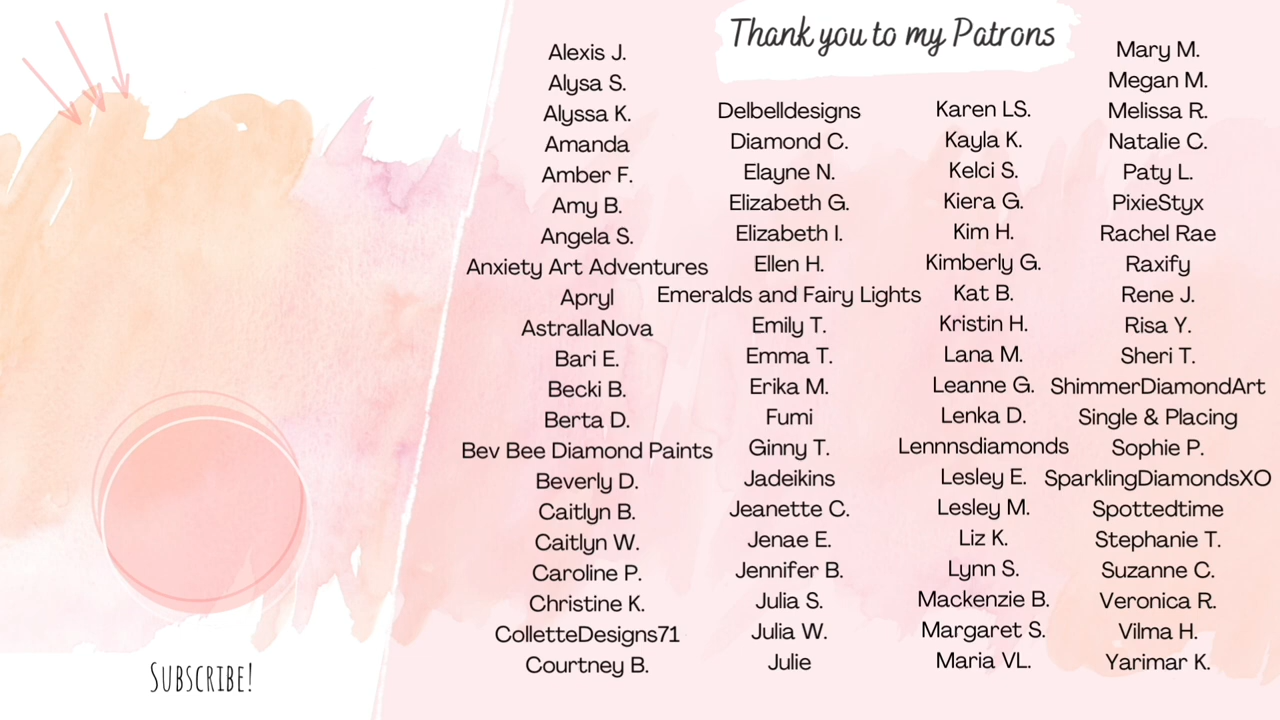 Thank you to my Patrons
Alexis J.
Alysa S.
Alyssa K.
Amanda
Amber F.
Amy B.
Angela S.
Anxiety Art Adventures
Apryl
AstrallaNova
Bari E.
Becki B.
Berta D.
Bev Bee Diamond Paints
Beverly D.
Caitlyn B.
Caitlyn W.
Caroline P.
Christine K.
ColletteDesigns71
Courtney B.
Delbelldesigns
Diamond C.
Elayne N.
Elizabeth G.
Elizabeth I.
Ellen H.
Emeralds and Fairy Lights
Emily T.
Emma T.
Erika M.
Fumi
Ginny T.
Jadeikins
Jeanette C.
Jenae E.
Jennifer B.
Julia S.
Julia W.
Julie
Karen LS.
Kayla K.
Kelci S.
Kiera G.
Kim H.
Kimberly G.
Kat B.
Kristin H.
Lana M.
Leanne G.
Lenka D.
Lennnsdiamonds
Lesley E.
Lesley M.
Liz K.
Lynn S.
Mackenzie B.
Margaret S.
Maria VL.
Mary M.
Megan M.
Melissa R.
Natalie C.
Paty L.
PixieStyx
Rachel Rae
Raxify
Rene J.
Risa Y.
Sheri T.
ShimmerDiamondArt
Single & Placing
Sophie P.
SparklingDiamondsXO
Spottedtime
Stephanie T.
Suzanne C.
Veronica R.
Vilma H.
Yarimar K.
Subscribe!